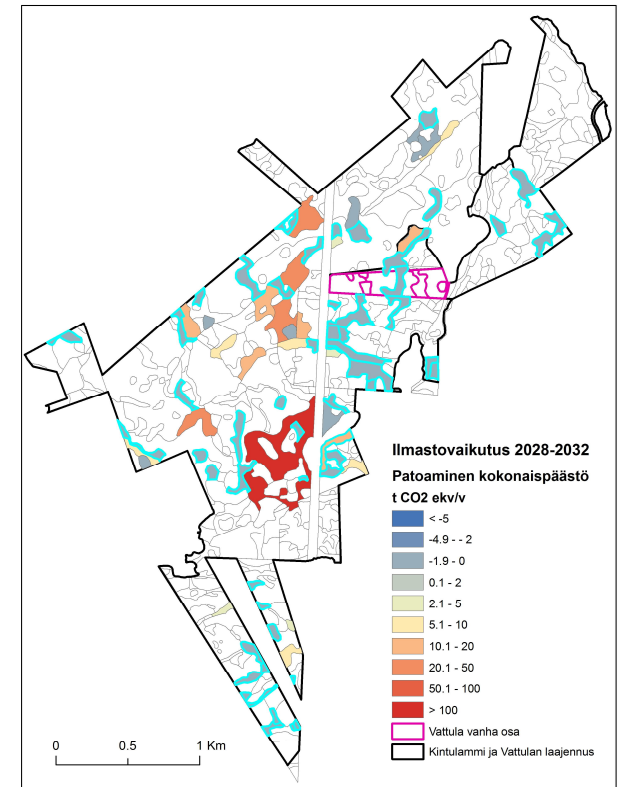 Ilmastovaikutus 2028-2032
Patoaminen kokonaispäästö
t CO2 ekv/v
< -5
-4.9 - - 2
-1.9 - 0
0.1 - 2
2.1 - 5
5.1 - 10
10.1 - 20
20.1 - 50
50.1 - 100
> 100
Vattula vanha osa
Kintulammi ja Vattulan laajennus
0 0.5 1 Km